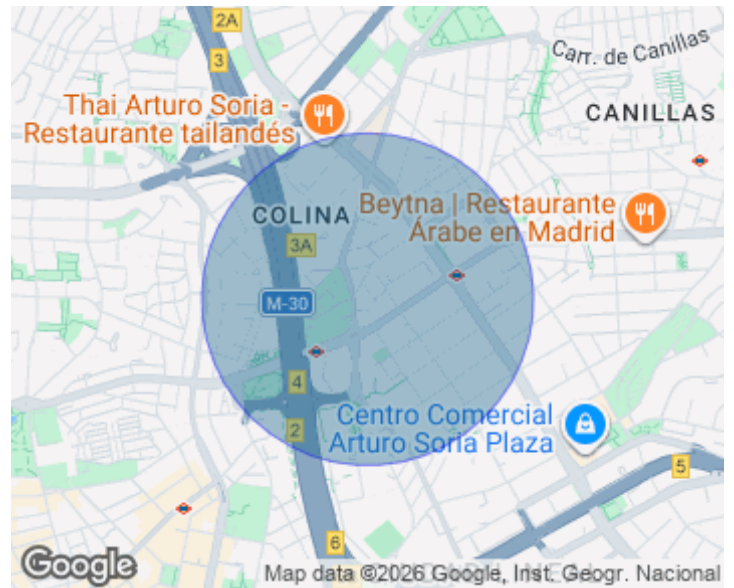 2A
3
Carr. de Canillas
Thai Arturo Soria -
Restaurante tailandés
CANILLAS
COLINA
Beytna | Restaurante
Árabe en Madrid
3A
M-30
4
2
Centro Comercial
Arturo Soria Plaza
5
6
Google
Map data ©2026 Google, Inst. Geogr. Nacional